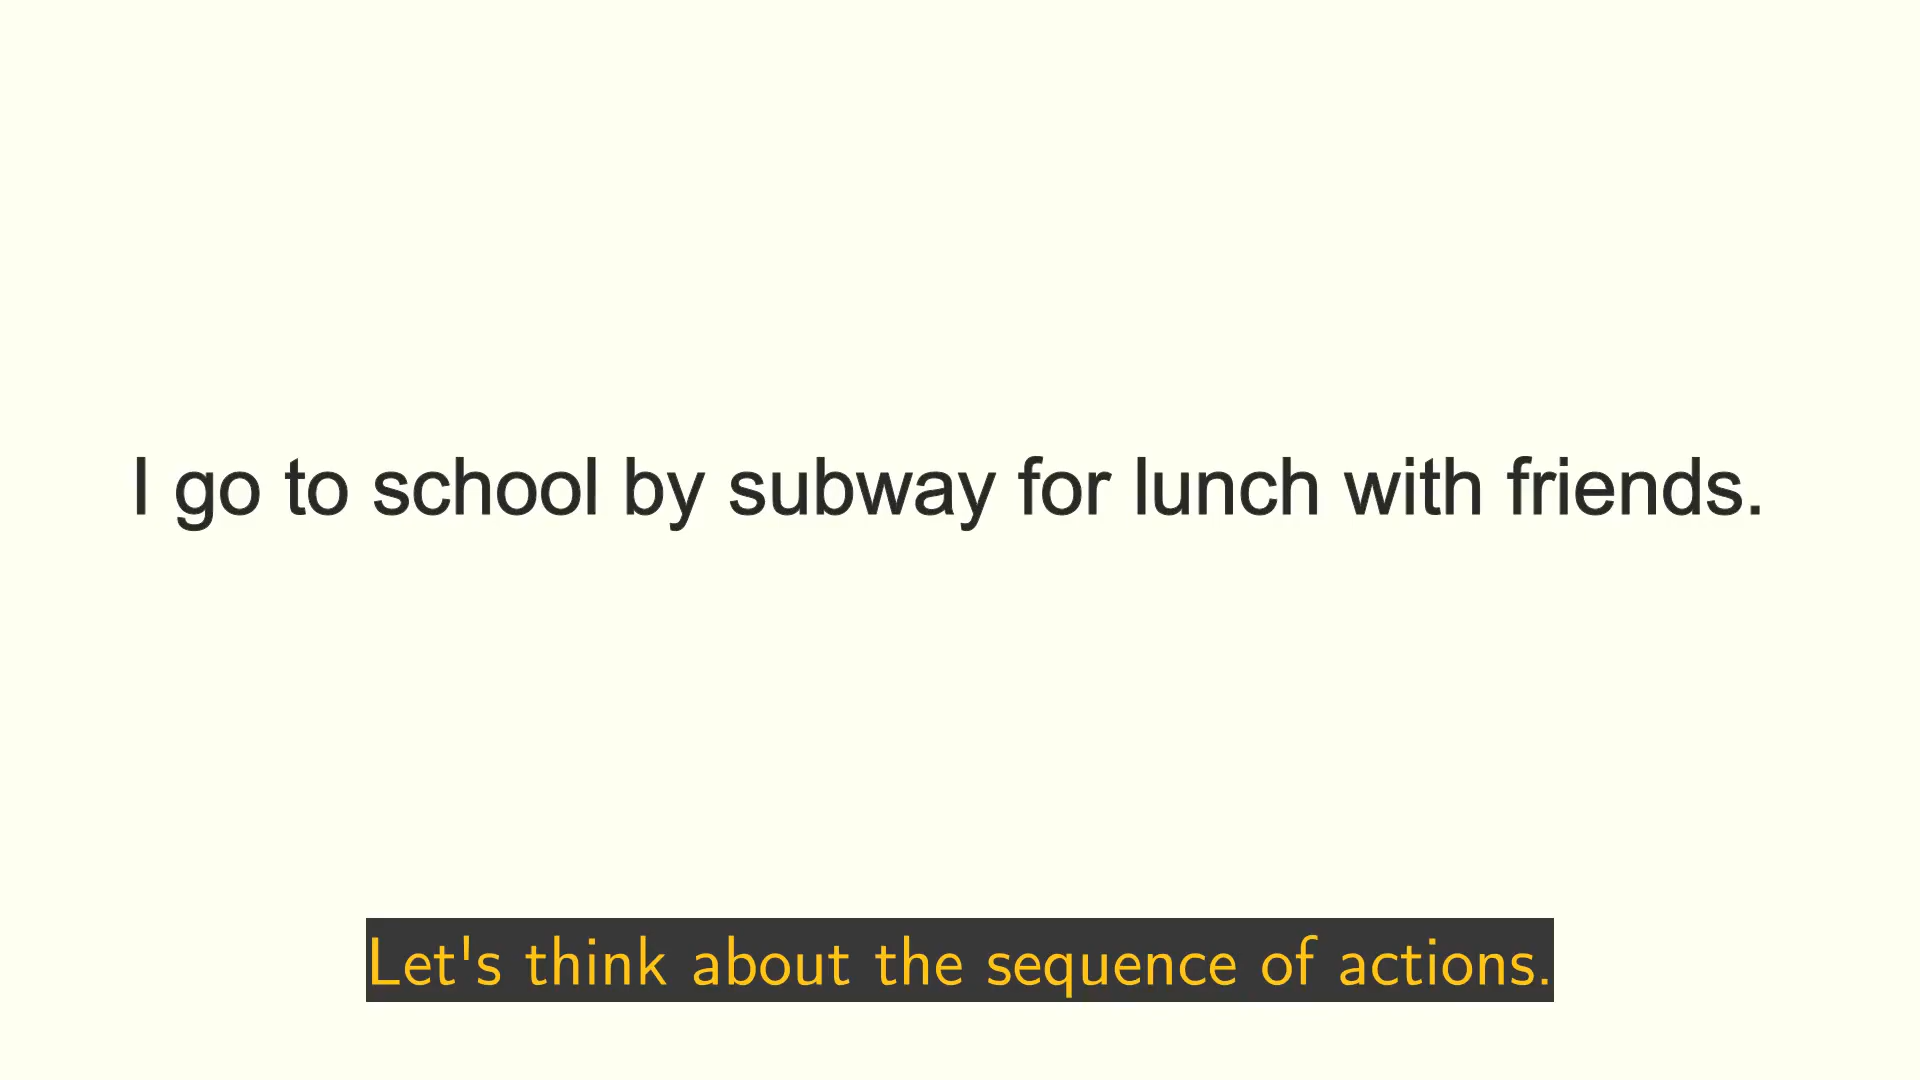 I go to school by subway for lunch with friends.
Let's think about the sequence of actions.